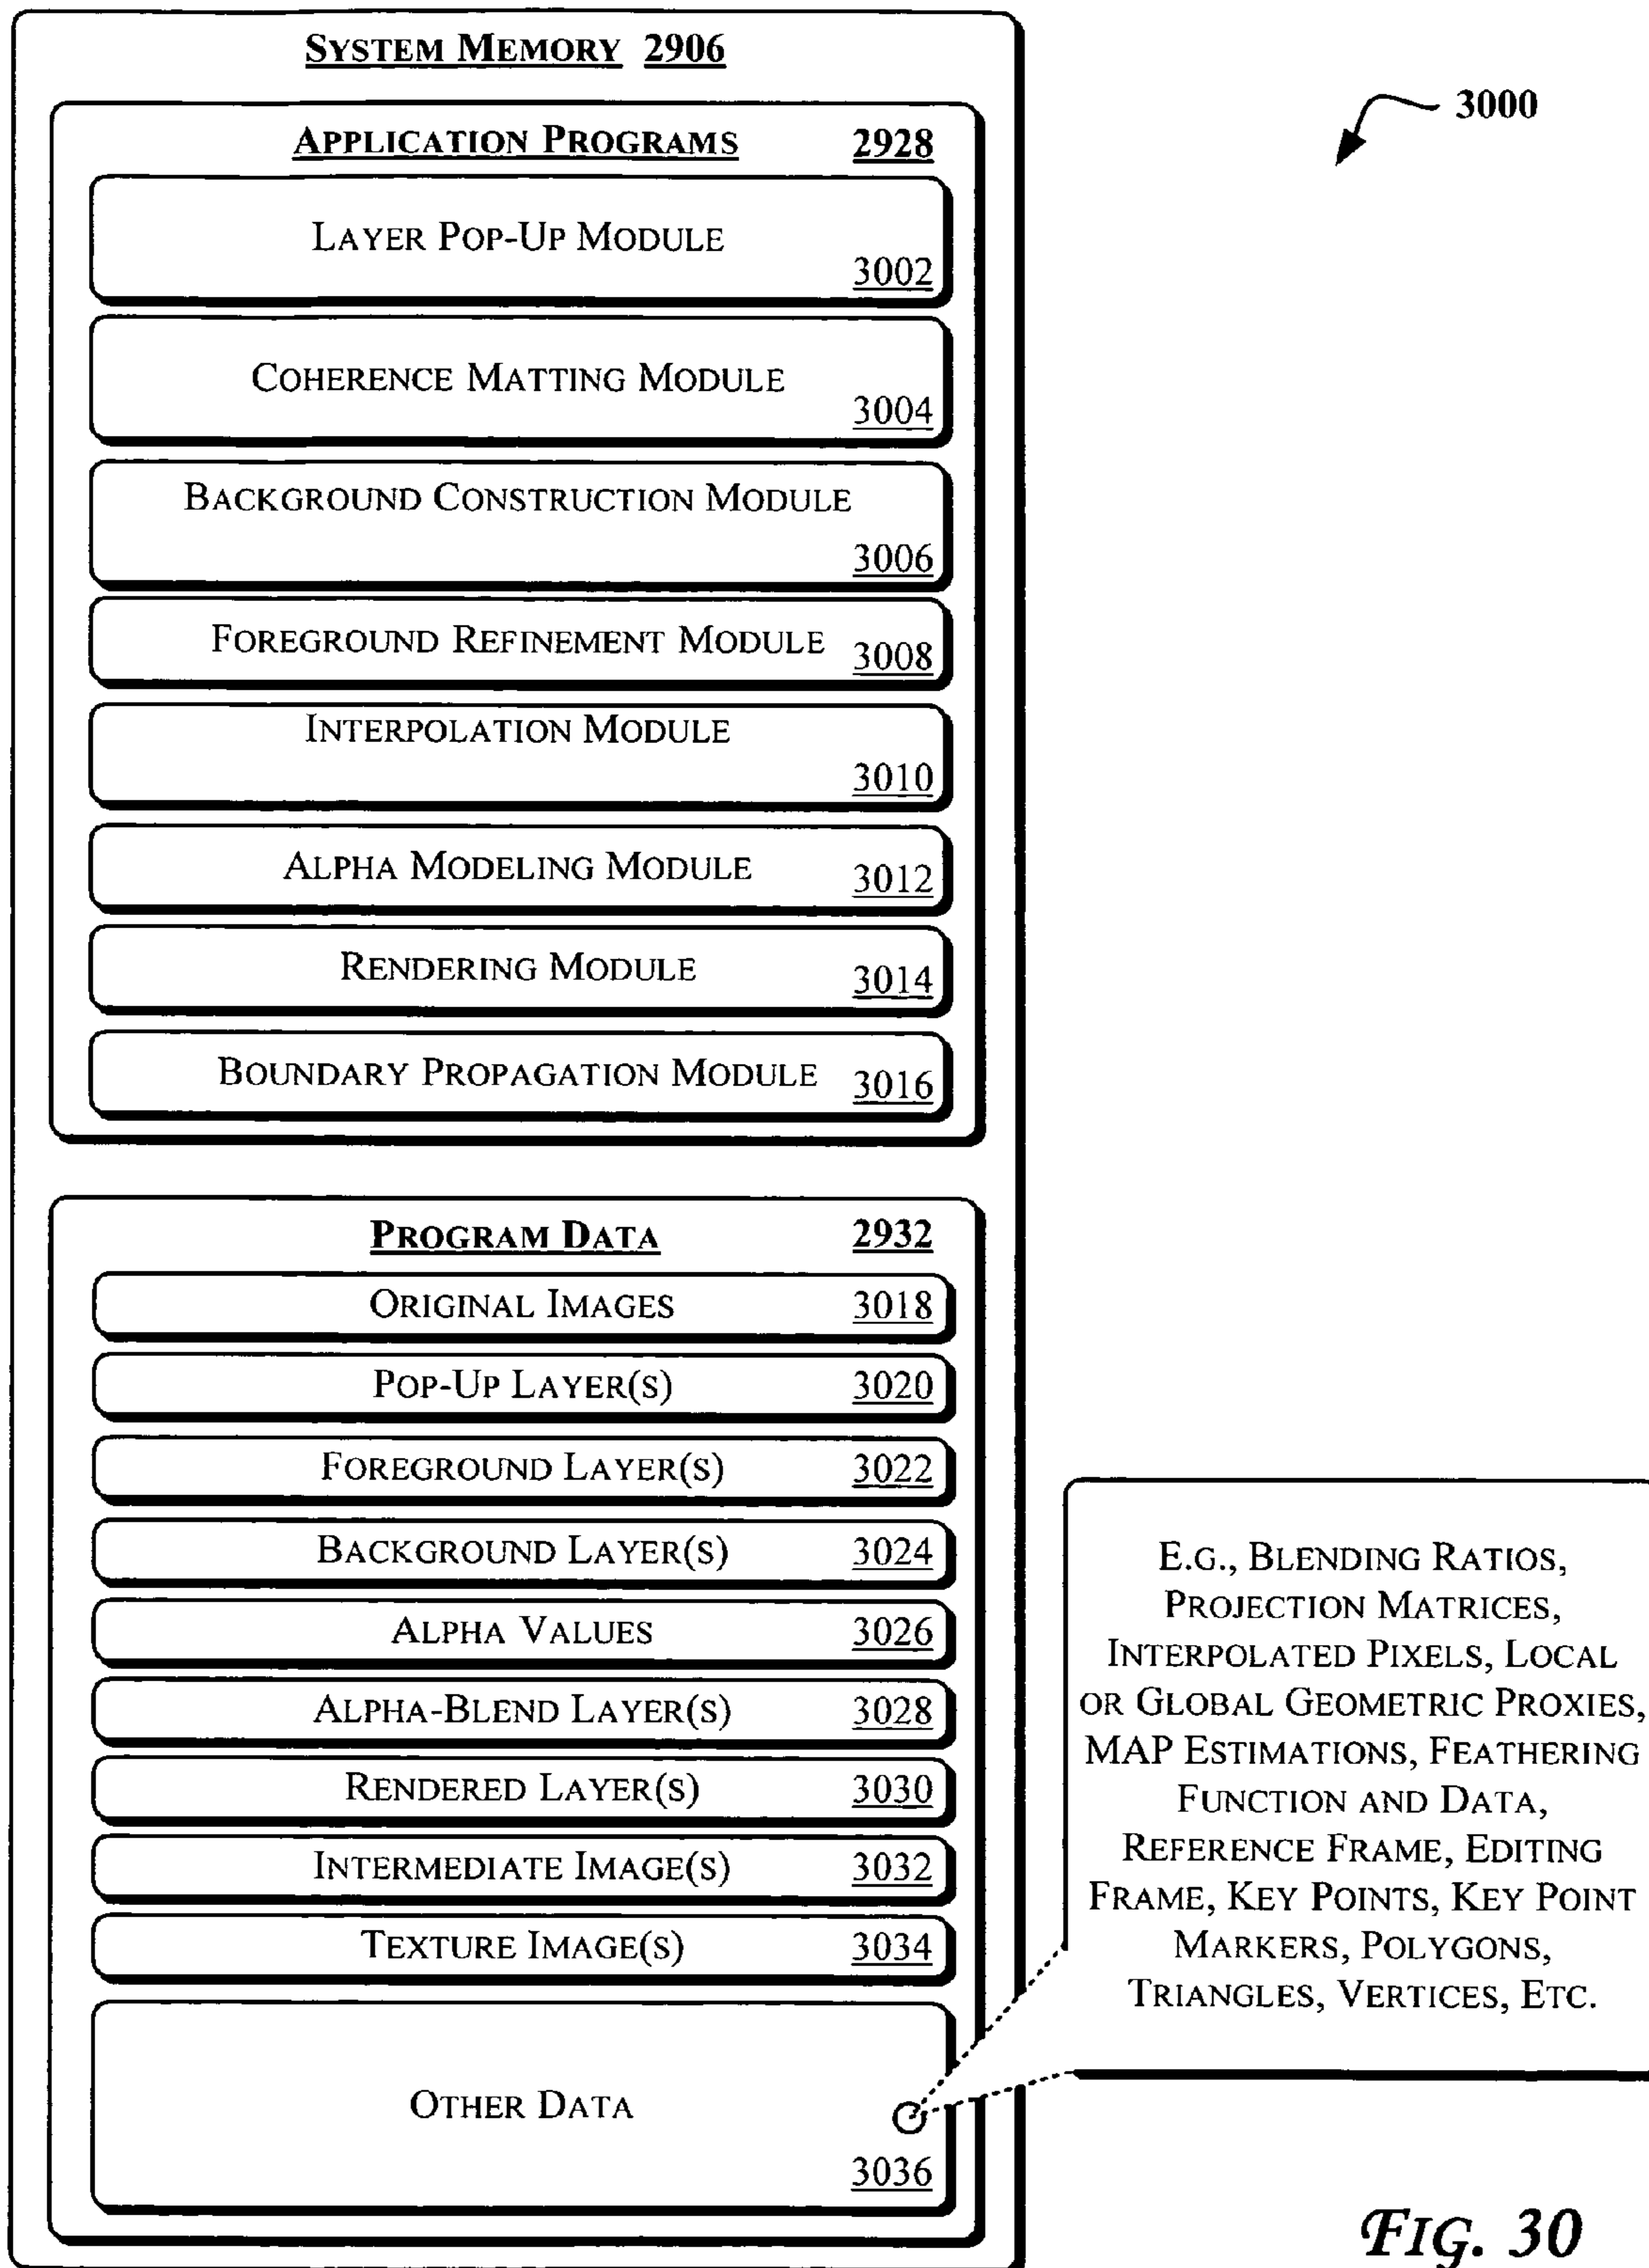 SYSTEM MEMORY 2906
3000
APPLICATION PROGRAMS 2928
LAYER POP-UP MODULE
3002
COHERENCE MATTING MODULE
3004
BACKGROUND CONSTRUCTION MODULE
3006
FOREGROUND REFINEMENT MODULE 3008
INTERPOLATION MODULE
3010
ALPHA MODELING MODULE 3012
RENDERING MODULE 3014
BOUNDARY PROPAGATION MODULE 3016
PROGRAM DATA 2932
ORIGINAL IMAGES 3018
POP-UP LAYER(S) 3020
FOREGROUND LAYER(S) 3022
BACKGROUND LAYER(S) 3024
ALPHA VALUES 3026
ALPHA-BLEND LAYER(S) 3028
RENDERED LAYER(S) 3030
INTERMEDIATE IMAGE(S) 3032
TEXTURE IMAGE(S) 3034
OTHER DATA
3036
E.G., BLENDING RATIOS,
PROJECTION MATRICES,
INTERPOLATED PIXELS, LOCAL
OR GLOBAL GEOMETRIC PROXIES,
MAP ESTIMATIONS, FEATHERING
FUNCTION AND DATA,
REFERENCE FRAME, EDITING
FRAME, KEY POINTS, KEY POINT
MARKERS, POLYGONS,
TRIANGLES, VERTICES, ETC.
FIG. 30